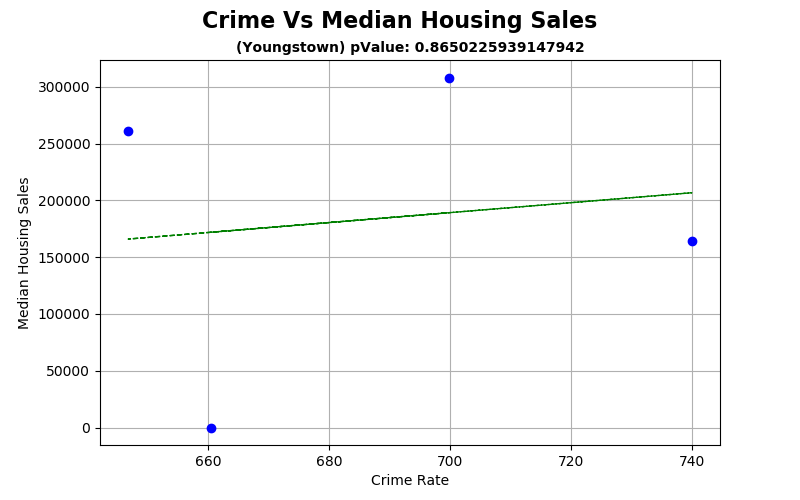 Crime Vs Median Housing Sales
(Youngstown) pValue: 0.8650225939147942
300000
250000
200000
150000
100000
50000
0
Median Housing Sales
660 680 700 720 740
Crime Rate